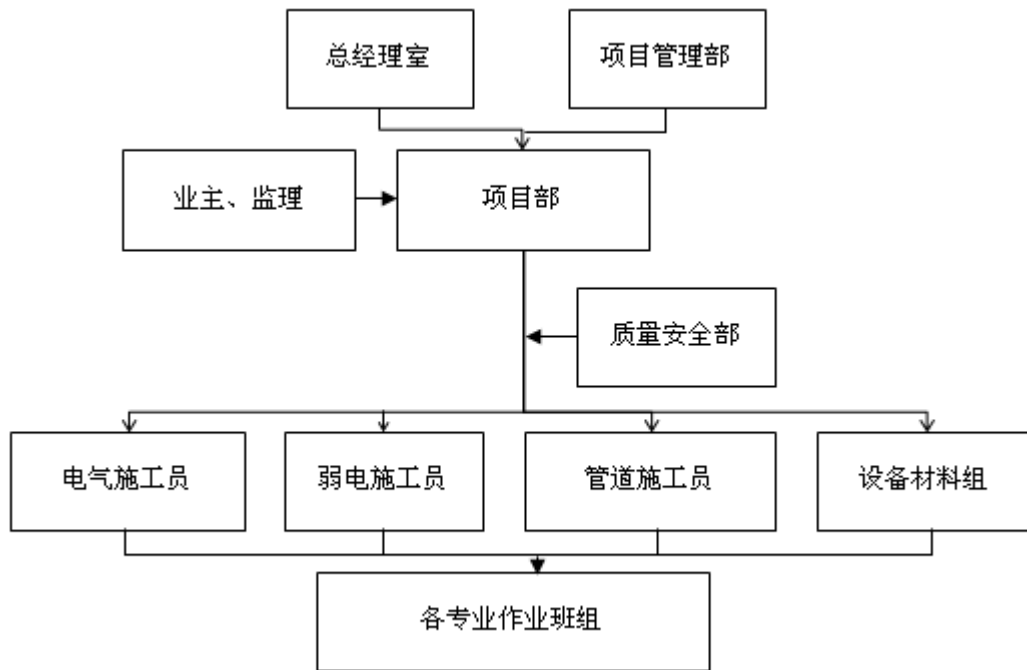 总经理室
项目管理部
业主、监理
项目部
质量安全部
电气施工员
弱电施工员
管道施工员
设备材料组
各专业作业班组